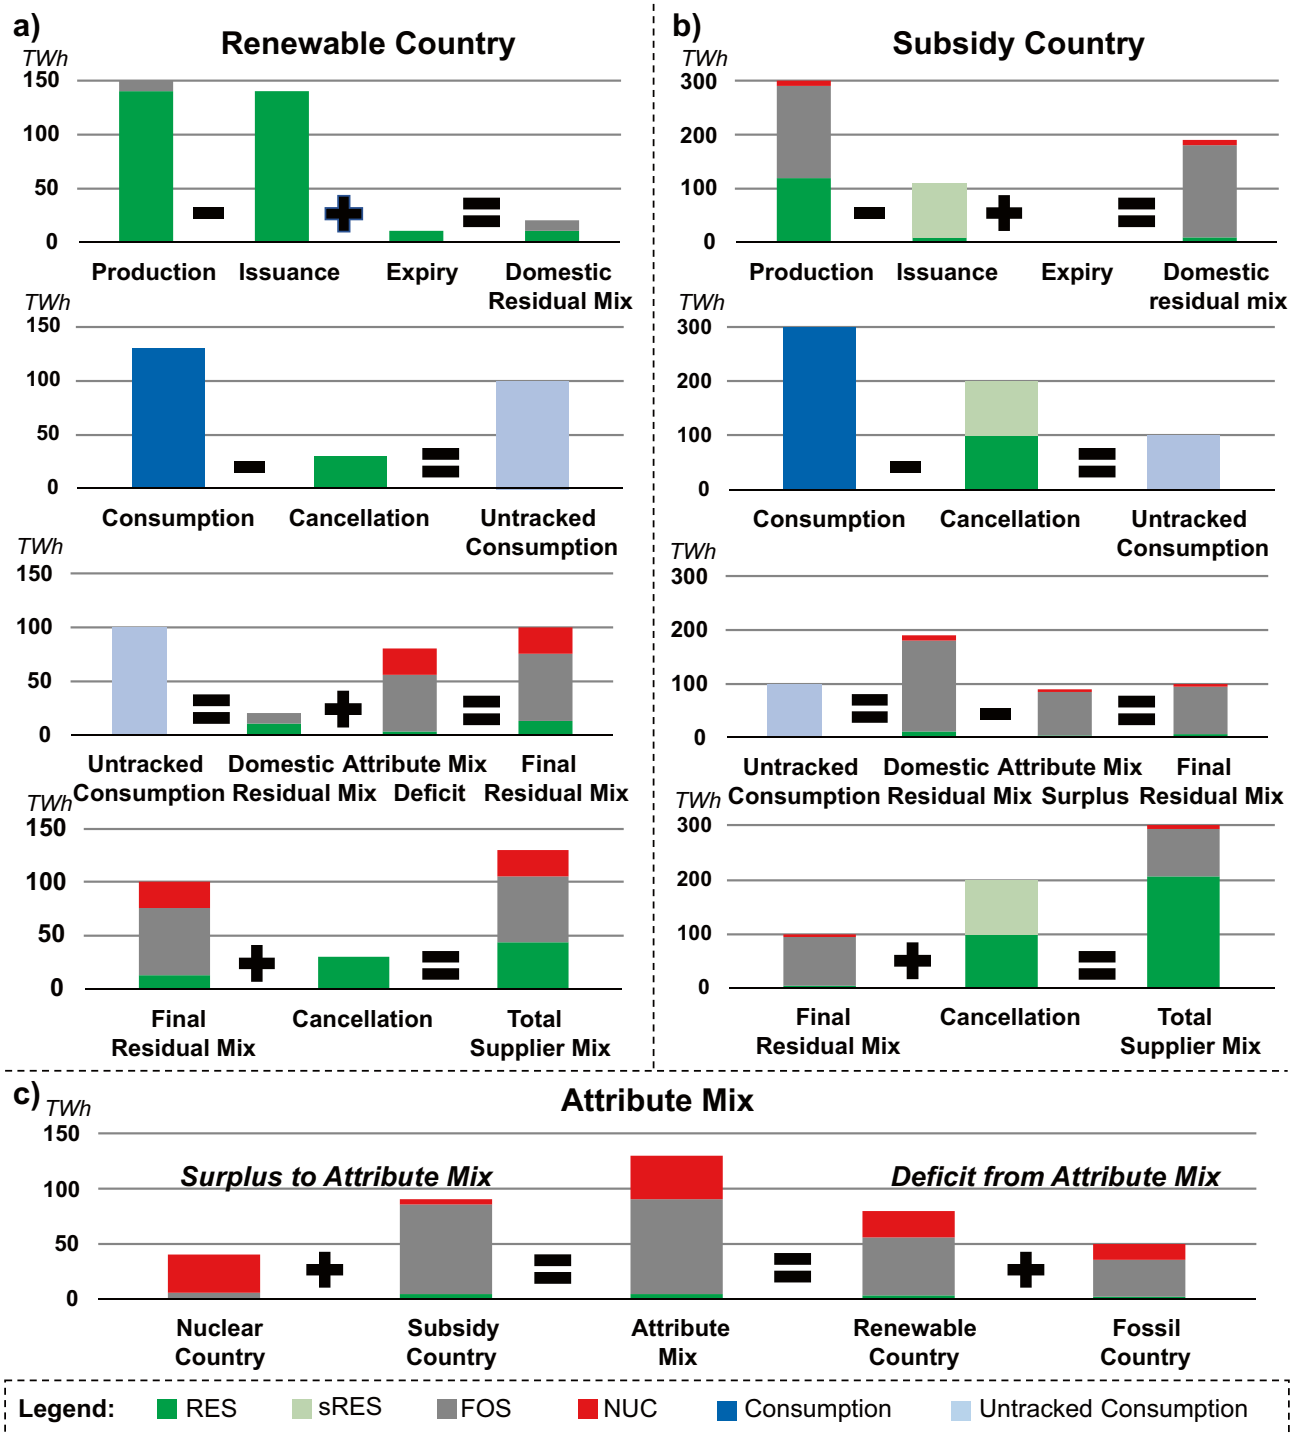 a)
Renewable Country
TWh
150
100
50
0
Production
Issuance
Expiry
Domestic
Residual Mix
TWh
150
100
50
0
Consumption
Cancellation
Untracked
Consumption
TWh
150
100
50
0
Untracked
Consumption
Domestic
Residual Mix
Attribute Mix
Deficit
Final
Residual Mix
TWh
150
100
50
0
Final
Residual Mix
Cancellation
Total
Supplier Mix
b)
Subsidy Country
TWh
300
200
100
0
Production
Issuance
Expiry
Domestic
residual mix
TWh
300
200
100
0
Consumption
Cancellation
Untracked
Consumption
TWh
300
200
100
0
Untracked
Consumption
Domestic
Residual Mix
Attribute Mix
Surplus
Final
Residual Mix
300
200
100
0
Final
Residual Mix
Cancellation
Total
Supplier Mix
c)
TWh
Attribute Mix
150
100
50
0
Surplus to Attribute Mix
Deficit from Attribute Mix
Nuclear
Country
Subsidy
Country
Attribute
Mix
Renewable
Country
Fossil
Country
Legend: RES sRES FOS NUC Consumption Untracked Consumption